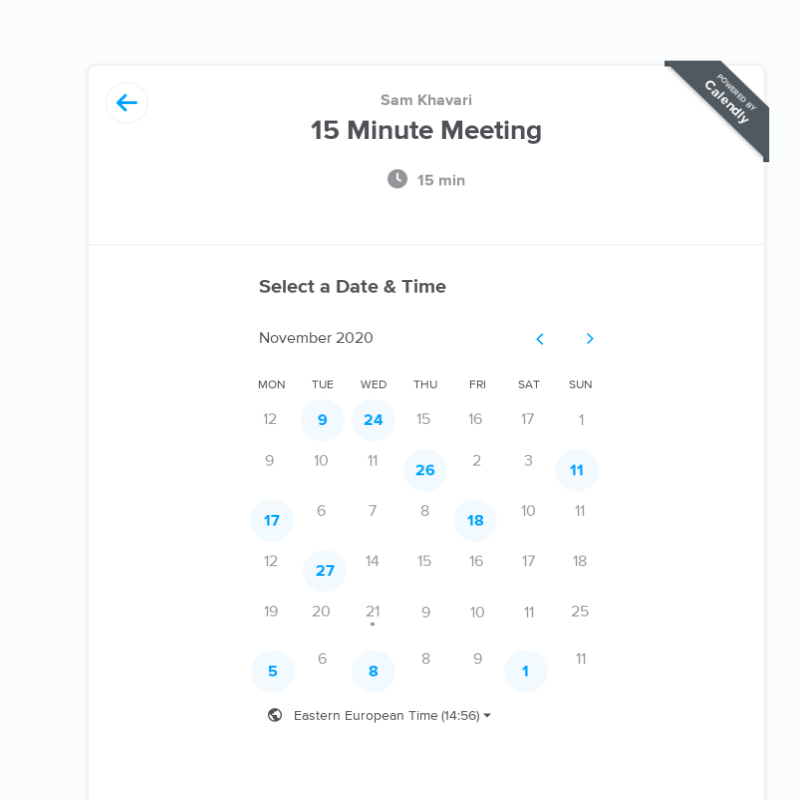 Sam Khavari
15 Minute Meeting
POWERED BY
Calendly
15 min
Select a Date & Time
November 2020
MON TUE WED THU FRI SAT SUN
12 9 24 15 16 17 1
9 10 11 26 2 3 11
17 6 7 8 18 10 11
12 27 14 15 16 17 18
19 20 21 9 10 11 25
5 6 8 8 9 1 11
Eastern European Time (14:56)